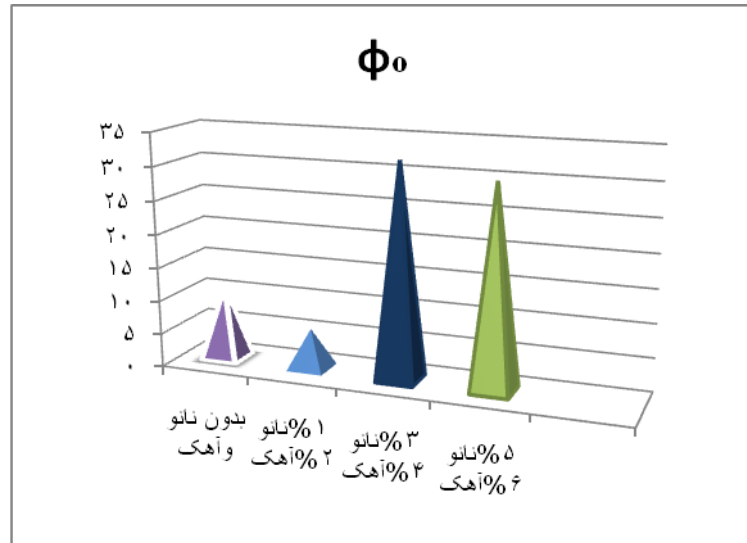 ϕ₀
۳۵
۳۰
۲۵
۲۰
۱۵
۱۰
۵
۰
بدون نانو
وآهک
۱%نانو
۲%آهک
۳%نانو
۴%آهک
۵%نانو
۶%آهک